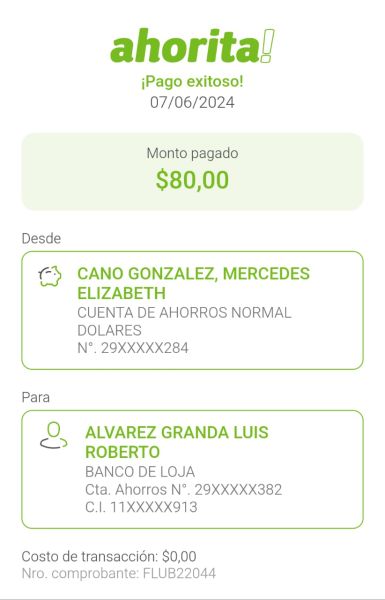 ahorita!
¡Pago exitoso!
07/06/2024
Monto pagado
$80,00
Desde
CANO GONZALEZ, MERCEDES
ELIZABETH
CUENTA DE AHORROS NORMAL
DOLARES
N°. 29XXXXX284
Para
ALVAREZ GRANDA LUIS
ROBERTO
BANCO DE LOJA
Cta. Ahorros N°. 29XXXXX382
C.I. 11XXXXX913
Costo de transacción: $0,00
Nro. comprobante: FLUB22044